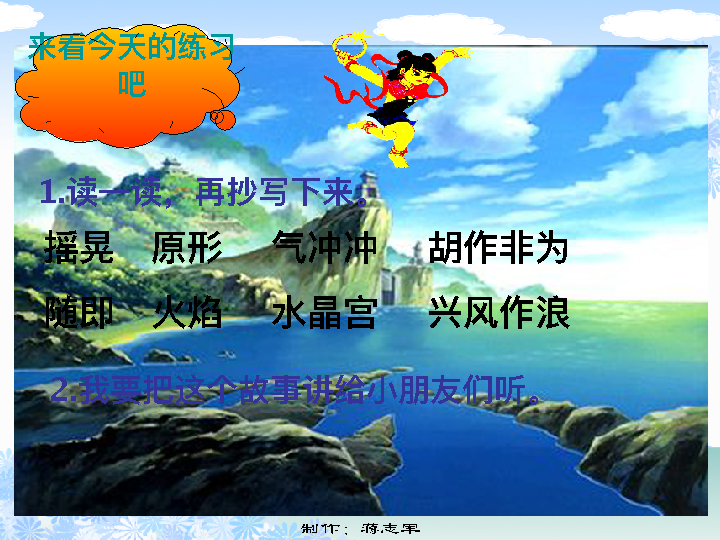 来看今天的练习
吧
1.读一读，再抄写下来。
摇晃 原形 气冲冲 胡作非为
随即 火焰 水晶宫 兴风作浪
2.我要把这个故事讲给小朋友们听。
制作：蒋志军